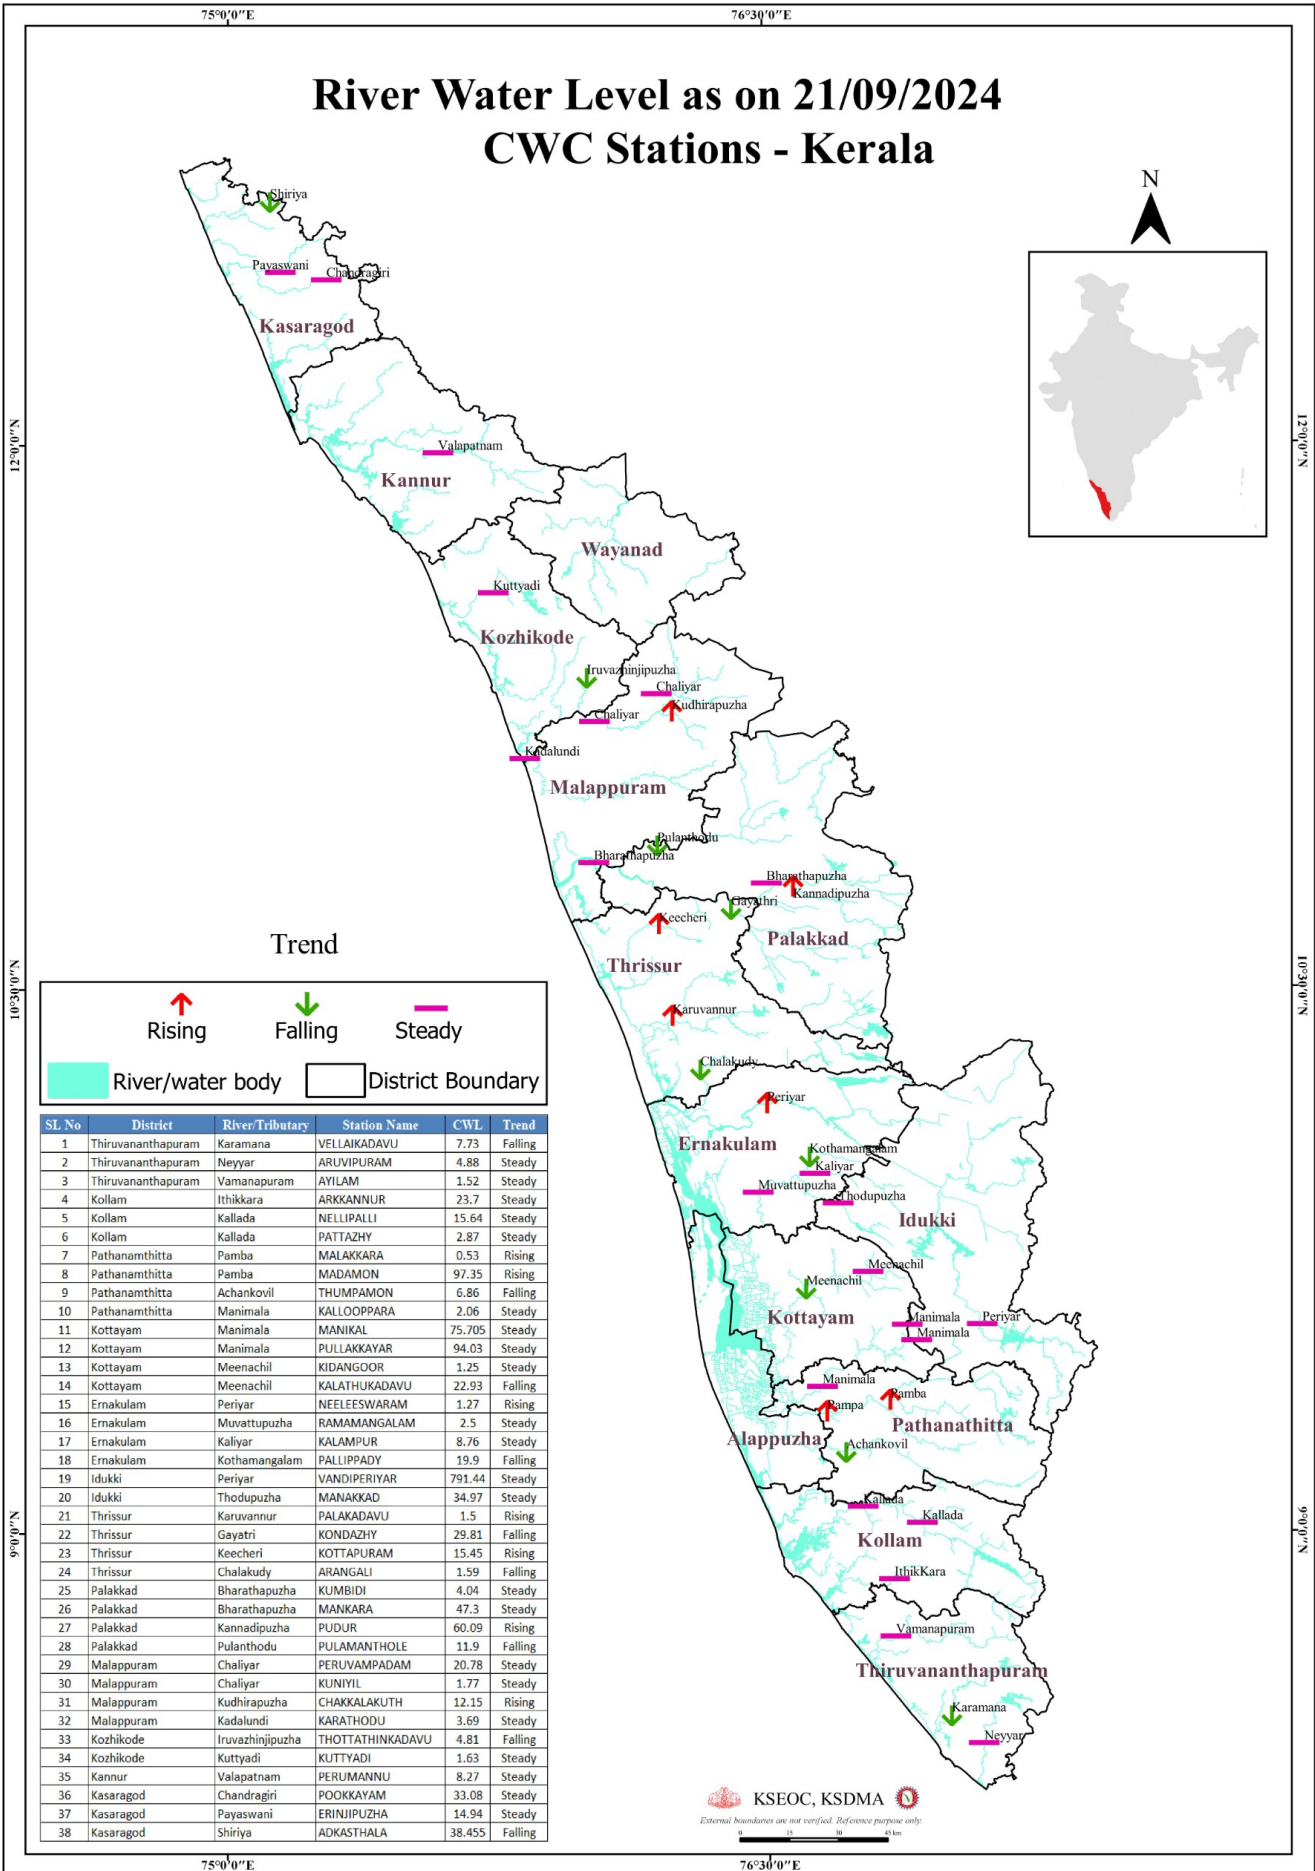 75°0'0"E 76°30'0"E
River Water Level as on 21/09/2024
CWC Stations - Kerala
N
Shiriya
Payaswani
Chandragiri
Kasaragod
12°0'0"N
12°0'0"N
Valapatnam
Kannur
Wayanad
Kuttyadi
Kozhikode
Iruvazhinjipuzha
Chaliyar
Kudhirapuzha
Chaliyar
Kadalundi
Malappuram
Pulanthodu
Bharathapuzha
Bharathapuzha
Kannadipuzha
Gayathri
Keecheri
Palakkad
Thrissur
10°30'0"N
10°30'0"N
Karuvannur
Chalakudy
Periyar
Ernakulam
Kothamangalam
Kaliyar
Muvattupuzha
Thodupuzha
Idukki
Meenachil
Meenachil
Kottayam
Manimala
Periyar
Manimala
Manimala
Pamba
Pampa
Pathanathitta
Alappuzha
Achankovil
Kallada
Kallada
Kollam
9°0'0"N
9°0'0"N
IthikKara
Vamanapuram
Thiruvananthapuram
Karamana
Neyyar
Trend
Rising Falling Steady
River/water body District Boundary
SL No District River/Tributary Station Name CWL Trend
1 Thiruvananthapuram Karamana VELLAIKADAVU 7.73 Falling
2 Thiruvananthapuram Neyyar ARUVIPURAM 4.88 Steady
3 Thiruvananthapuram Vamanapuram AYILAM 1.52 Steady
4 Kollam Ithikkara ARKKANNUR 23.7 Steady
5 Kollam Kallada NELLIPALLI 15.64 Steady
6 Kollam Kallada PATTAZHY 2.87 Steady
7 Pathanamthitta Pamba MALAKKARA 0.53 Rising
8 Pathanamthitta Pamba MADAMON 97.35 Rising
9 Pathanamthitta Achankovil THUMPAMON 6.86 Falling
10 Pathanamthitta Manimala KALLOOPPARA 2.06 Steady
11 Kottayam Manimala MANIKAL 75.705 Steady
12 Kottayam Manimala PULLAKKAYAR 94.03 Steady
13 Kottayam Meenachil KIDANGOOR 1.25 Steady
14 Kottayam Meenachil KALATHUKADAVU 22.93 Falling
15 Ernakulam Periyar NEELEESWARAM 1.27 Rising
16 Ernakulam Muvattupuzha RAMAMANGALAM 2.5 Steady
17 Ernakulam Kaliyar KALAMPUR 8.76 Steady
18 Ernakulam Kothamangalam PALLIPPADY 19.9 Falling
19 Idukki Periyar VANDIPERIYAR 791.44 Steady
20 Idukki Thodupuzha MANAKKAD 34.97 Steady
21 Thrissur Karuvannur PALAKADAVU 1.5 Rising
22 Thrissur Gayatri KONDAZHY 29.81 Falling
23 Thrissur Keecheri KOTTAPURAM 15.45 Rising
24 Thrissur Chalakudy ARANGALI 1.59 Falling
25 Palakkad Bharathapuzha KUMBIDI 4.04 Steady
26 Palakkad Bharathapuzha MANKARA 47.3 Steady
27 Palakkad Kannadipuzha PUDUR 60.09 Rising
28 Palakkad Pulanthodu PULAMANTHOLE 11.9 Falling
29 Malappuram Chaliyar PERUVAMPADAM 20.78 Steady
30 Malappuram Chaliyar KUNIYIL 1.77 Steady
31 Malappuram Kudhirapuzha CHAKKALAKUTH 12.15 Rising
32 Malappuram Kadalundi KARATHODU 3.69 Steady
33 Kozhikode Iruvazhinjipuzha THOTTATHINKADAVU 4.81 Falling
34 Kozhikode Kuttyadi KUTTYADI 1.63 Steady
35 Kannur Valapatnam PERUMANNU 8.27 Steady
36 Kasaragod Chandragiri POOKKAYAM 33.08 Steady
37 Kasaragod Payaswani ERINJIPUZHA 14.94 Steady
38 Kasaragod Shiriya ADKASTHALA 38.455 Falling
KSEOC, KSDMA
External boundaries are not verified. Reference purpose only.
0 15 30 45 km
75°0'0"E 76°30'0"E